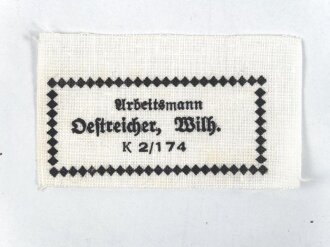 Arbeitsmann
Oestreicher, Wilh.
K 2/174